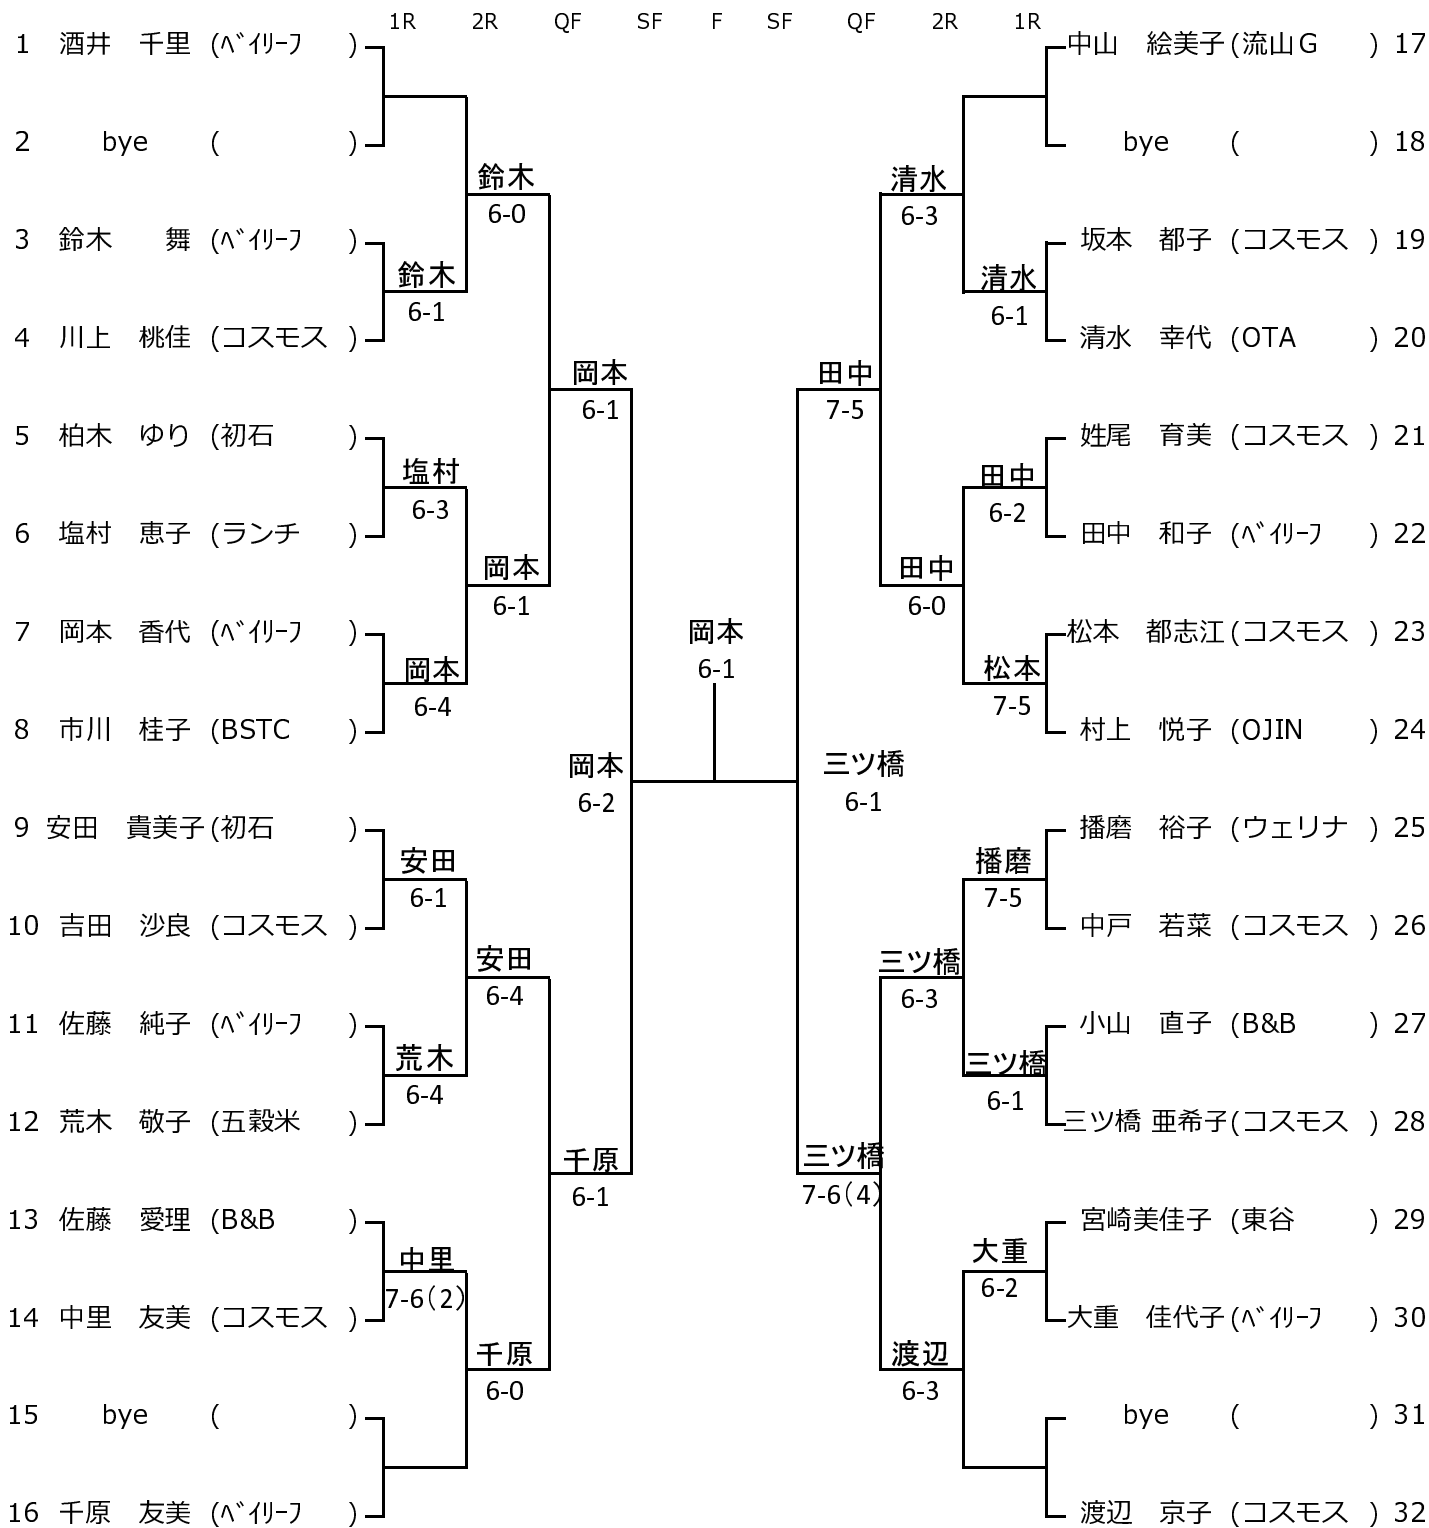 1R 2R QF SF F SF QF 2R 1R
1 酒井 千里 (ﾍﾞｲﾘｰﾌ ) 中山 絵美子 (流山G ) 17
2 bye ( ) bye ( ) 18
鈴木 清水
6-0 6-3
3 鈴木 舞 (ﾍﾞｲﾘｰﾌ ) 坂本 都子 (コスモス ) 19
鈴木 清水
6-1 6-1
4 川上 桃佳 (コスモス ) 清水 幸代 (OTA ) 20
岡本 田中
6-1 7-5
5 柏木 ゆり (初石 ) 姓尾 育美 (コスモス ) 21
塩村 田中
6-3 6-2
6 塩村 恵子 (ランチ ) 田中 和子 (ﾍﾞｲﾘｰﾌ ) 22
岡本 田中
6-1 6-0
7 岡本 香代 (ﾍﾞｲﾘｰﾌ ) 岡本 松本 都志江 (コスモス ) 23
岡本 6-1 松本
6-4 7-5
8 市川 桂子 (BSTC ) 村上 悦子 (OJIN ) 24
岡本 三ツ橋
6-2 6-1
9 安田 貴美子 (初石 ) 播磨 裕子 (ウェリナ ) 25
安田 播磨
6-1 7-5
10 吉田 沙良 (コスモス ) 中戸 若菜 (コスモス ) 26
安田 三ツ橋
6-4 6-3
11 佐藤 純子 (ﾍﾞｲﾘｰﾌ ) 小山 直子 (B&B ) 27
荒木 三ツ橋
6-4 6-1
12 荒木 敬子 (五穀米 ) 三ツ橋 亜希子 (コスモス ) 28
千原 三ツ橋
6-1 7-6(4)
13 佐藤 愛理 (B&B ) 宮崎美佳子 (東谷 ) 29
中里 大重
7-6(2) 6-2
14 中里 友美 (コスモス ) 大重 佳代子 (ﾍﾞｲﾘｰﾌ ) 30
千原 渡辺
6-0 6-3
15 bye ( ) bye ( ) 31
16 千原 友美 (ﾍﾞｲﾘｰﾌ ) 渡辺 京子 (コスモス ) 32